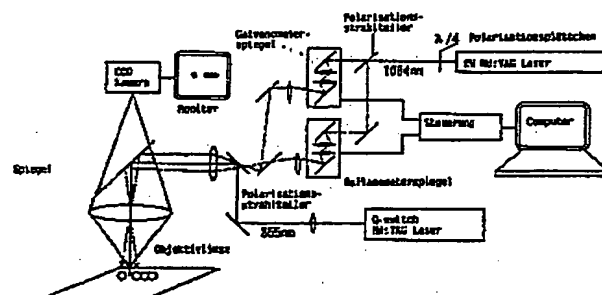 Polarisations-
strahlteiler
Galvanometer-
spiegel
λ/4 Polarisationsplättchen
CCD
Kamera
Monitor
1064nm
CW Nd:YAG Laser
Steuerung
Computer
Spiegel
Galvanometerspiegel
Polarisations-
strahlteiler
355nm
Q-switch
Nd:YAG Laser
Objektivlinse